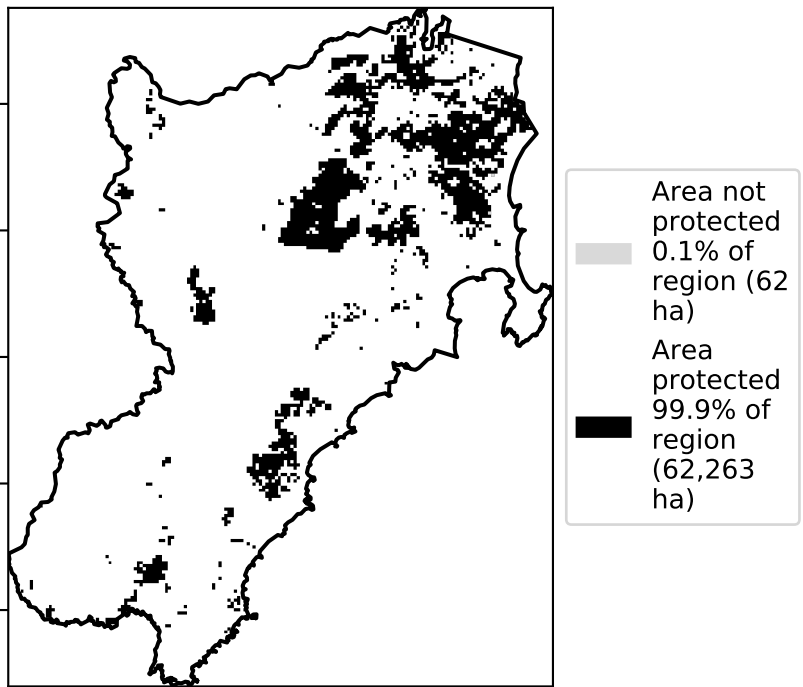 Area not
protected
0.1% of
region (62
ha)
Area
protected
99.9% of
region
(62,263
ha)